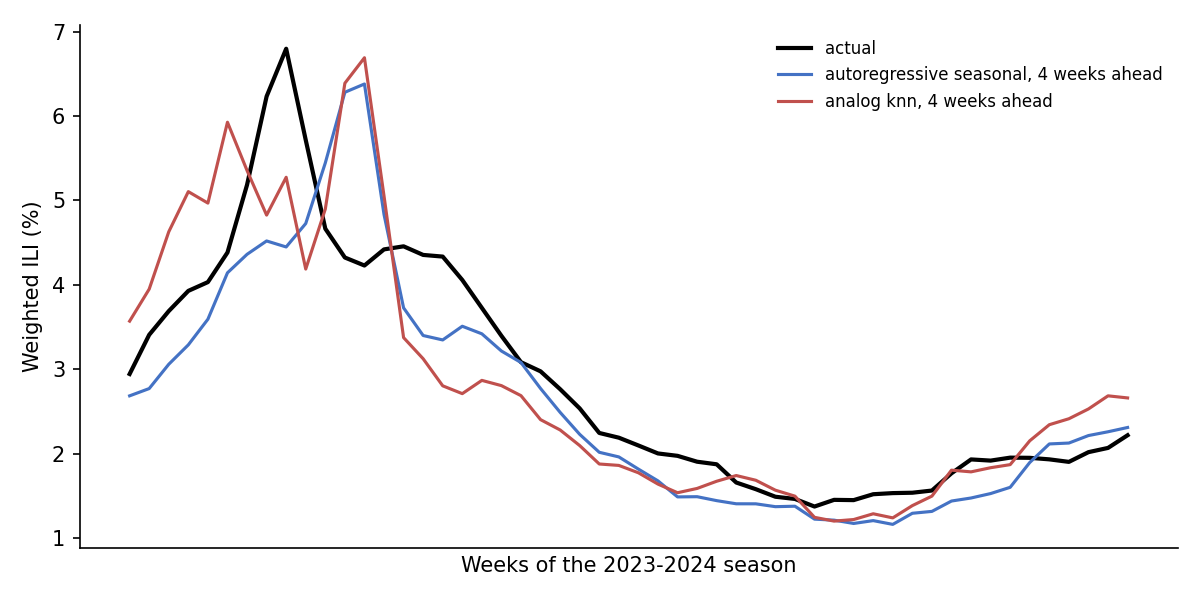 7
6
5
4
3
2
1
Weighted ILI (%)
actual
autoregressive seasonal, 4 weeks ahead
analog knn, 4 weeks ahead
Weeks of the 2023-2024 season